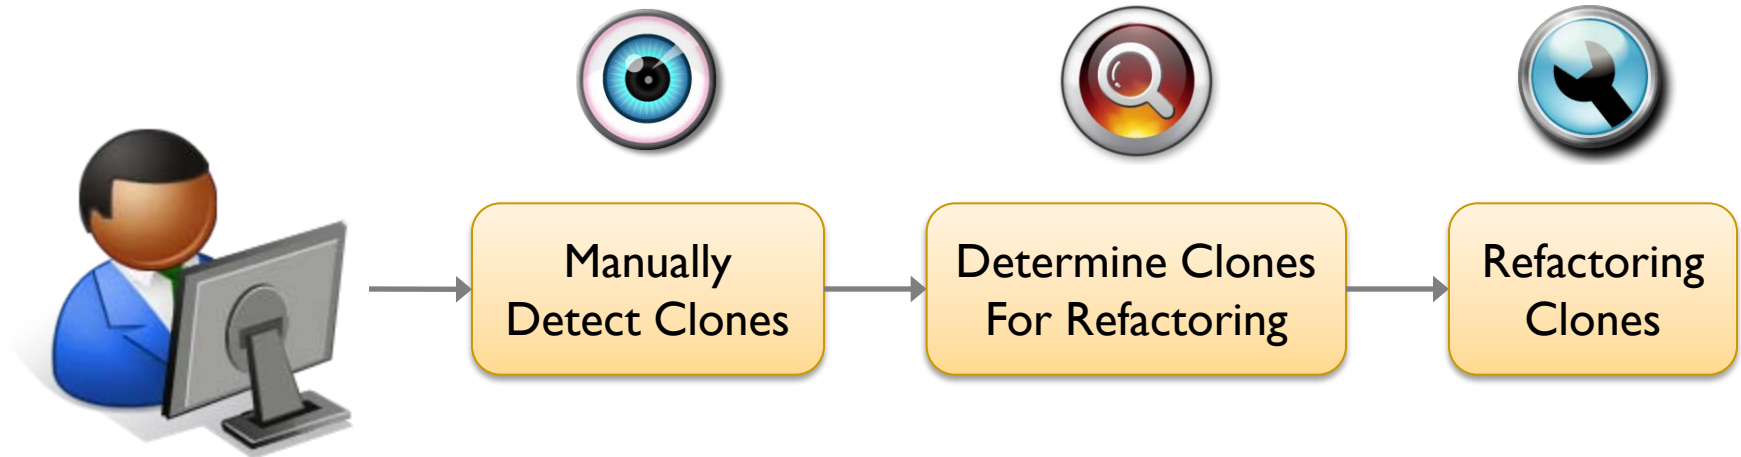 Manually
Detect Clones
Determine Clones
For Refactoring
Refactoring
Clones